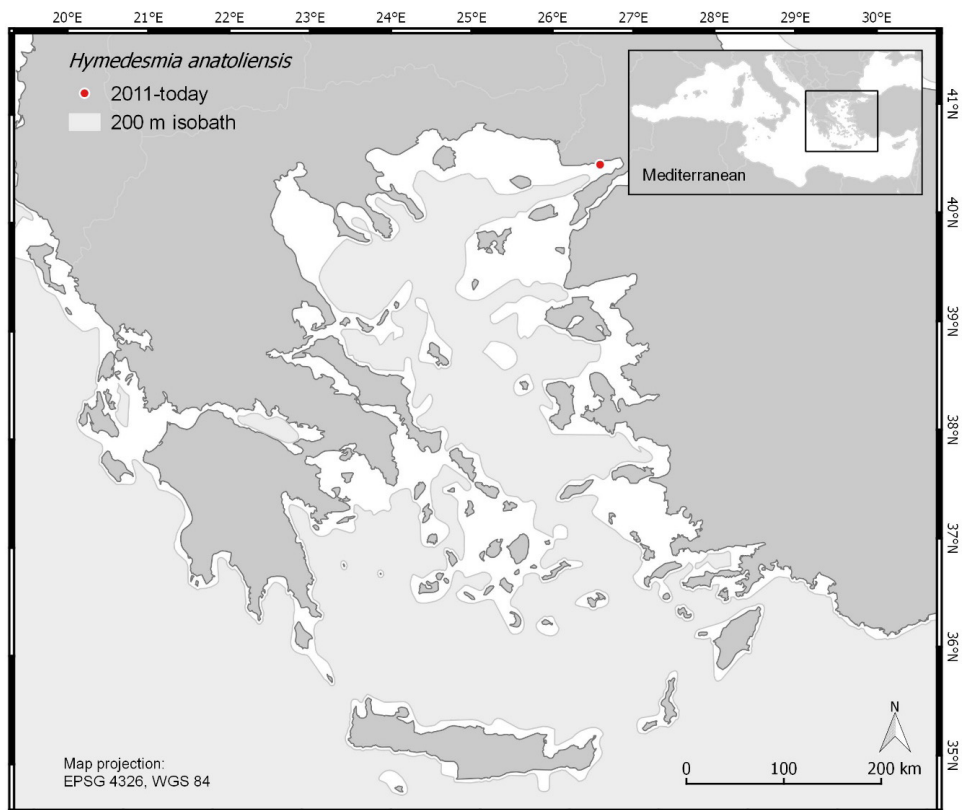 20°E 21°E 22°E 23°E 24°E 25°E 26°E 27°E 28°E 29°E 30°E
Hymedesmia anatoliensis
2011-today
200 m isobath
Mediterranean
41°N
40°N
39°N
38°N
37°N
36°N
35°N
N
Map projection:
EPSG 4326, WGS 84
0 100 200 km